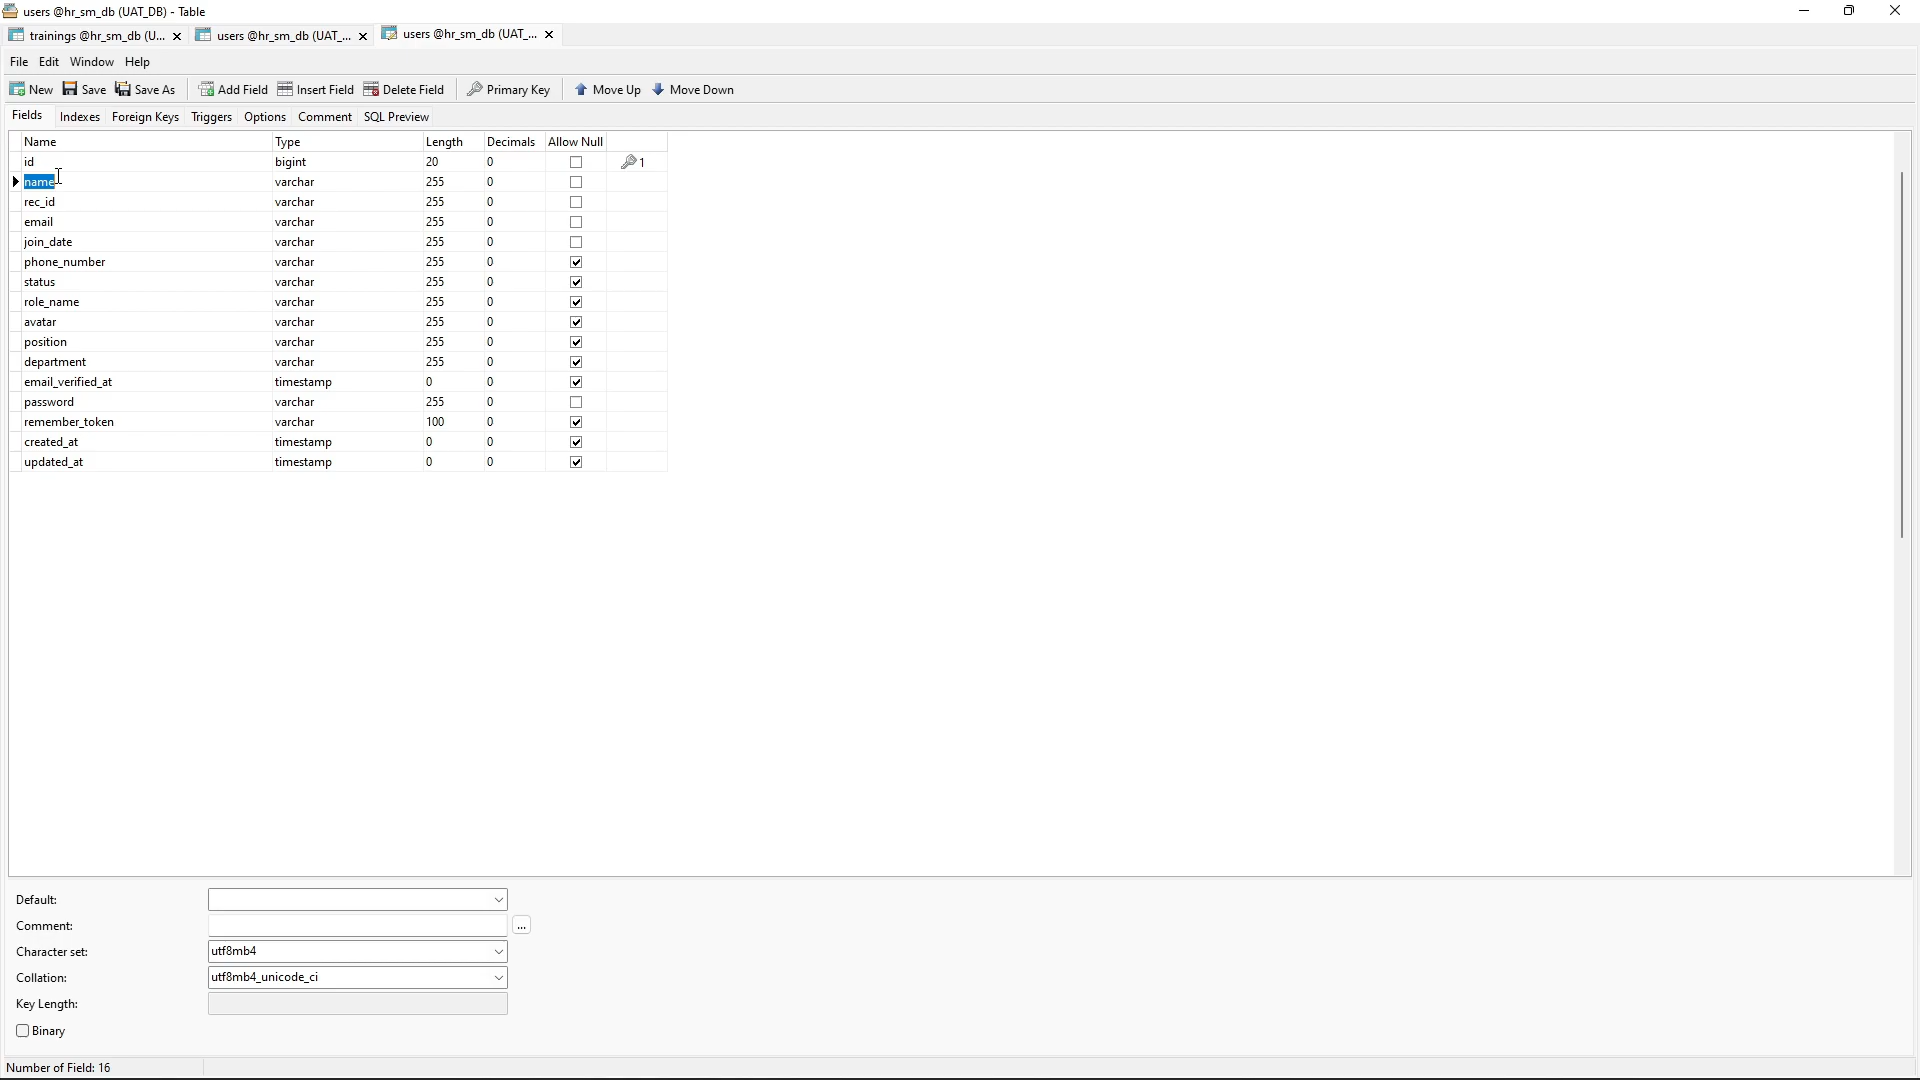 users @hr_sm_db (UAT_DB) - Table
trainings @hr_sm_db (U... users @hr_sm_db (UAT_... users @hr_sm_db (UAT_...
File Edit Window Help
New Save Save As Add Field Insert Field Delete Field Primary Key Move Up Move Down
Fields Indexes Foreign Keys Triggers Options Comment SQL Preview
Name Type Length Decimals Allow Null
id bigint 20 0 1
name varchar 255 0
rec_id varchar 255 0
email varchar 255 0
join_date varchar 255 0
phone_number varchar 255 0
status varchar 255 0
role_name varchar 255 0
avatar varchar 255 0
position varchar 255 0
department varchar 255 0
email_verified_at timestamp 0 0
password varchar 255 0
remember_token varchar 100 0
created_at timestamp 0 0
updated_at timestamp 0 0
Default:
Comment: ...
Character set: utf8mb4
Collation: utf8mb4_unicode_ci
Key Length:
Binary
Number of Field: 16